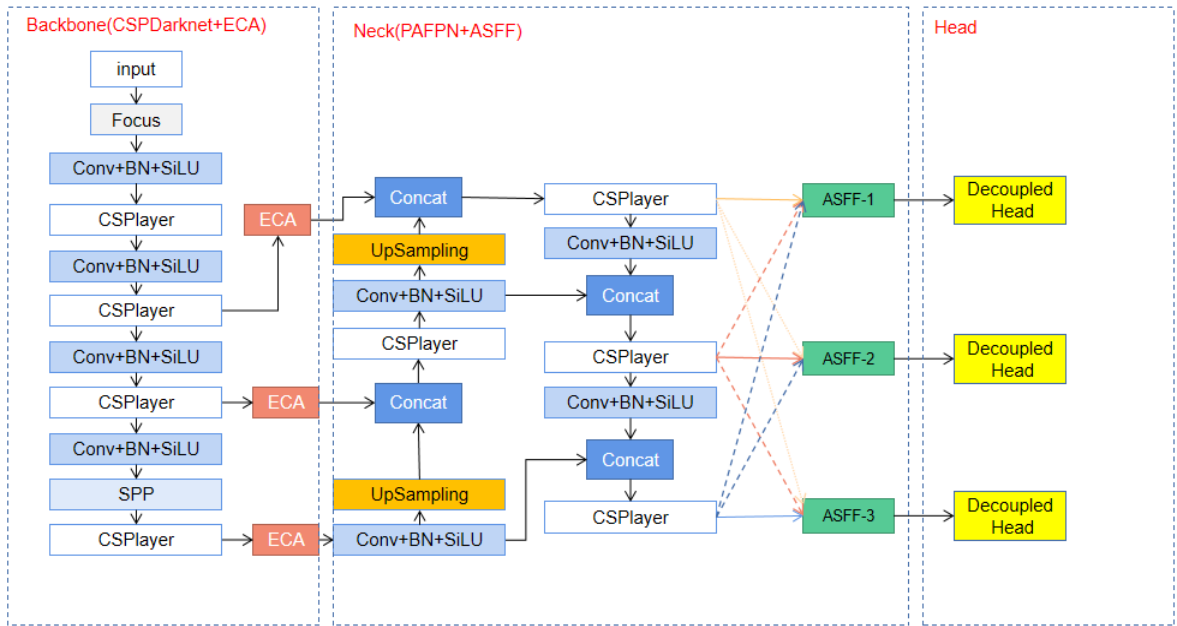 Backbone(CSPDarknet+ECA)
input
Focus
Conv+BN+SiLU
CSPlayer
ECA
Conv+BN+SiLU
CSPlayer
Conv+BN+SiLU
CSPlayer
ECA
Conv+BN+SiLU
SPP
CSPlayer
ECA
Neck(PAFPN+ASFF)
Concat
UpSampling
Conv+BN+SiLU
CSPlayer
Concat
UpSampling
Conv+BN+SiLU
CSPlayer
Conv+BN+SiLU
Concat
CSPlayer
Conv+BN+SiLU
Concat
CSPlayer
ASFF-1
ASFF-2
ASFF-3
Head
Decoupled
Head
Decoupled
Head
Decoupled
Head